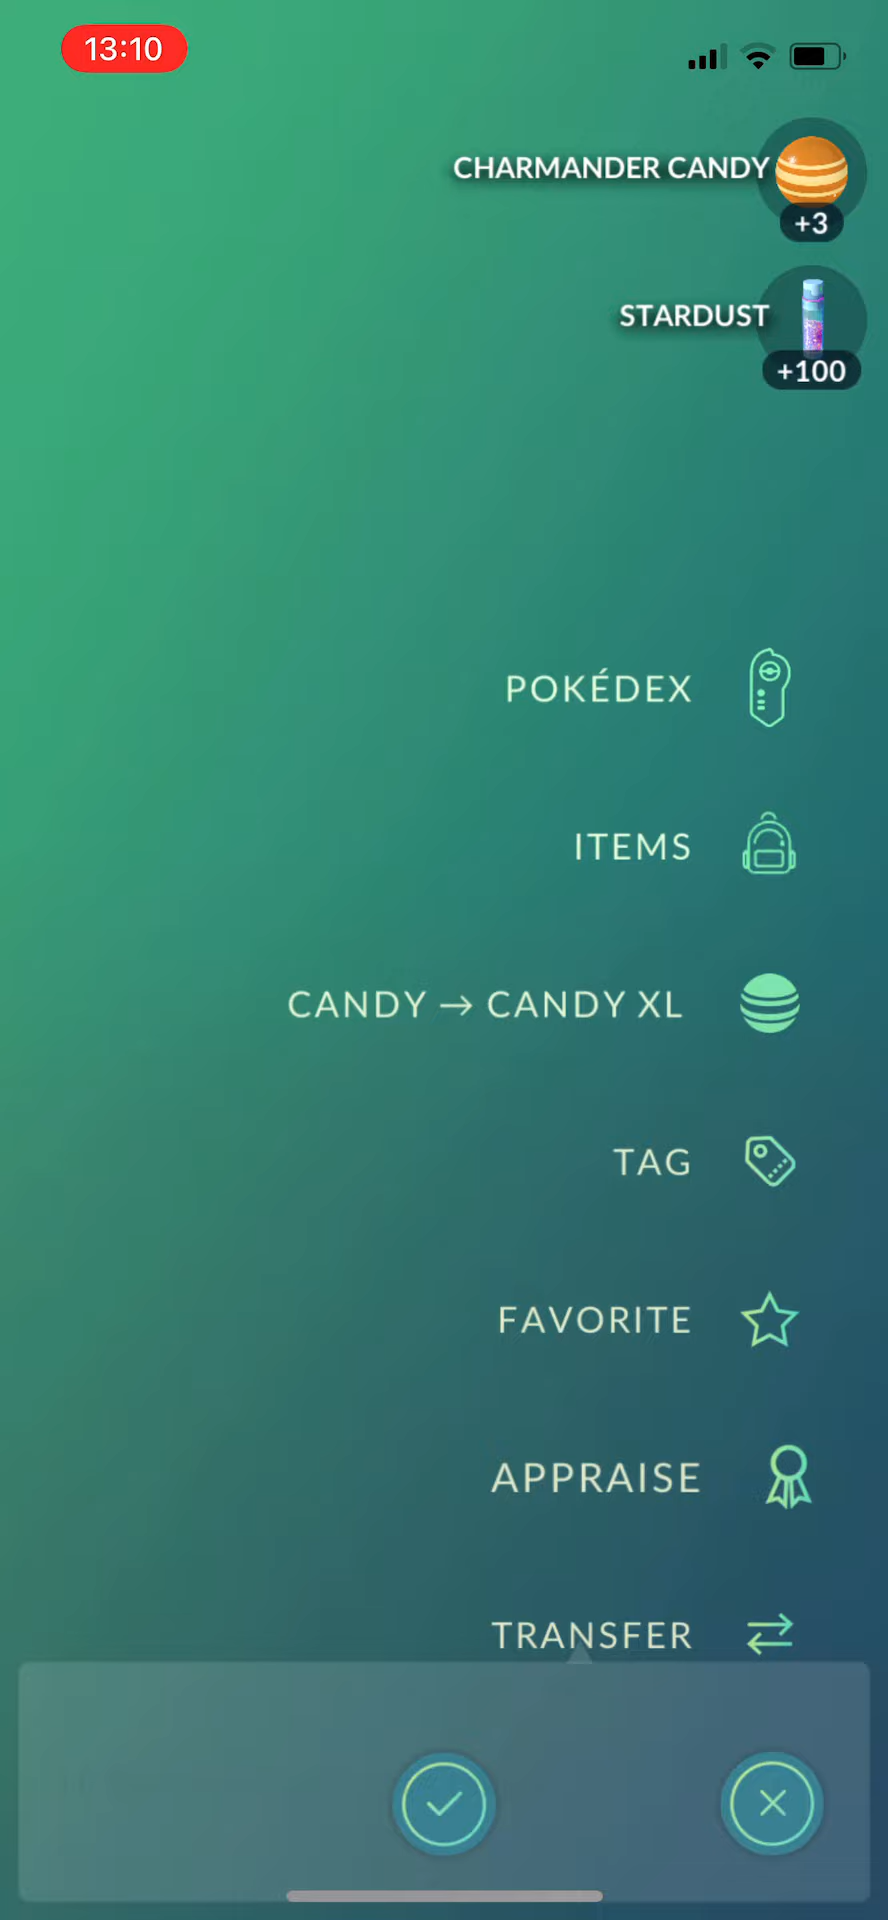 13:10
CHARMANDER CANDY
+3
STARDUST
+100
POKÉDEX
ITEMS
CANDY → CANDY XL
TAG
FAVORITE
APPRAISE
TRANSFER